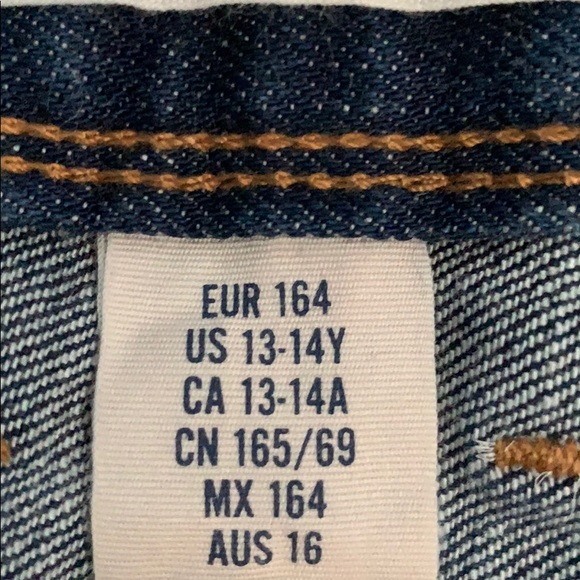 EUR 164
US 13-14Y
CA 13-14A
CN 165/69
MX 164
AUS 16